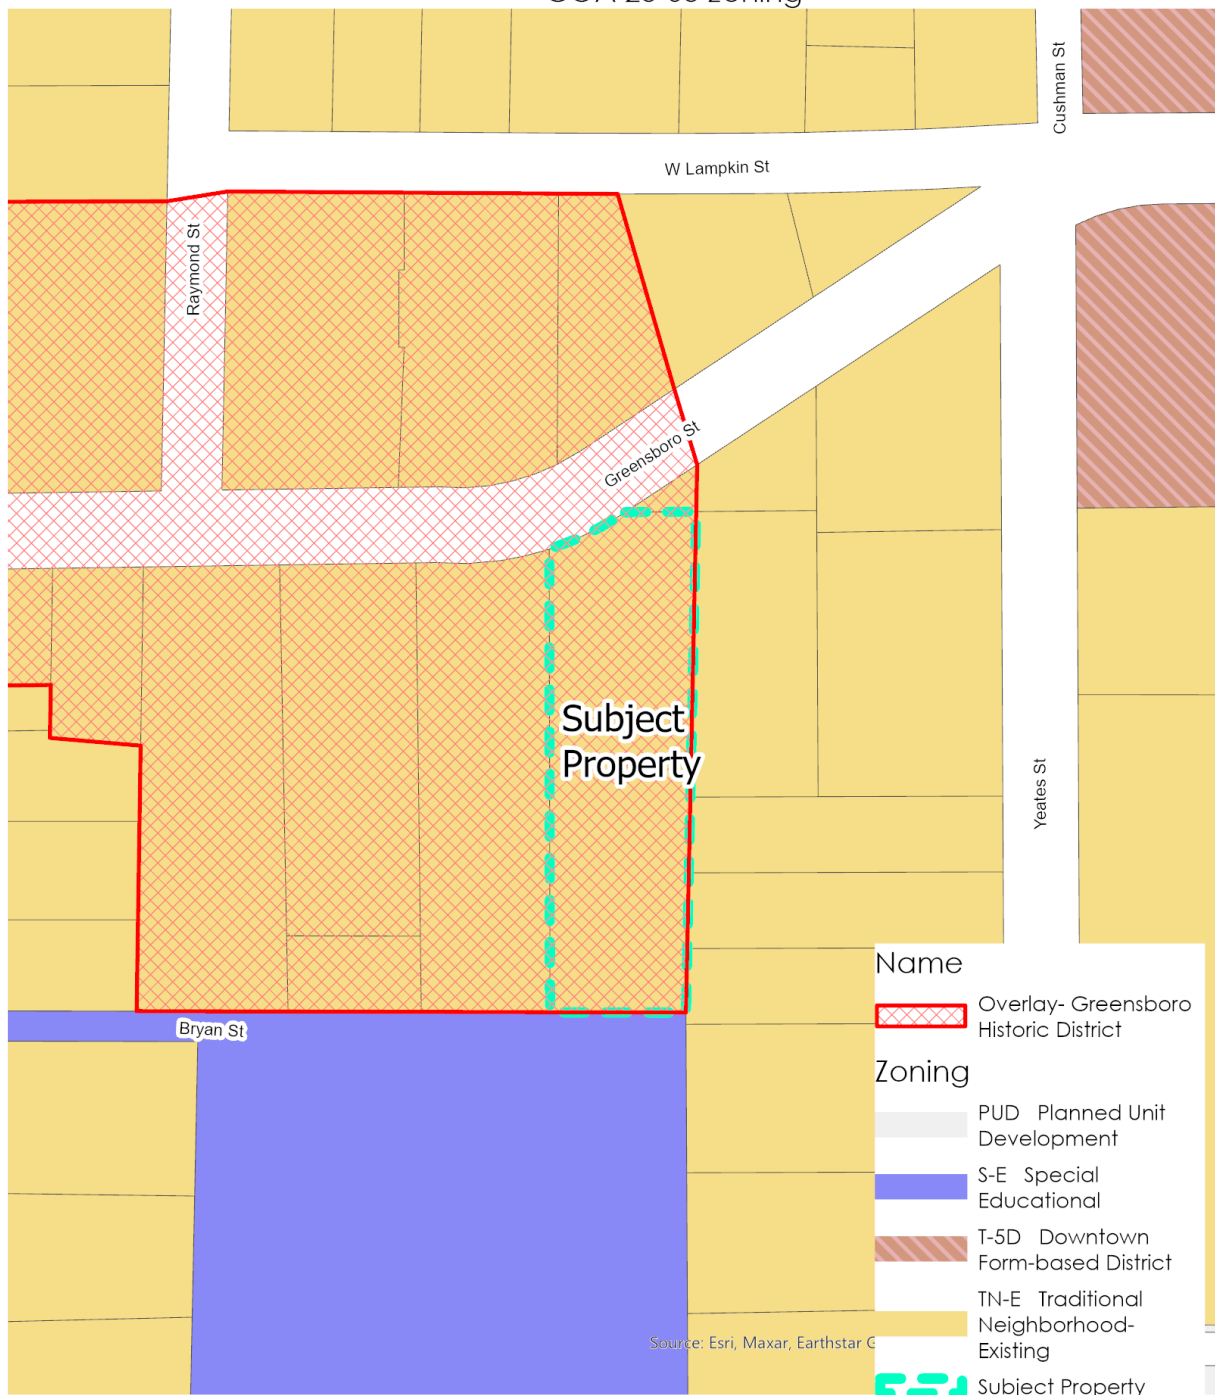 Cushman St
W Lampkin St
Raymond St
Greensboro St
Subject
Property
Yeates St
Bryan St
Name
Overlay- Greensboro
Historic District
Zoning
PUD Planned Unit
Development
S-E Special
Educational
T-5D Downtown
Form-based District
TN-E Traditional
Neighborhood-
Existing
Subject Property
Source: Esri, Maxar, Earthstar